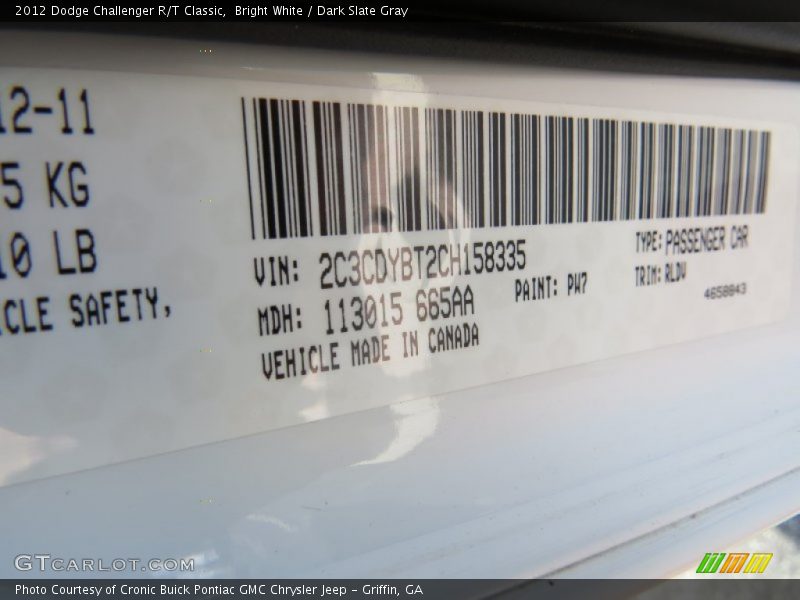 2012 Dodge Challenger R/T Classic, Bright White / Dark Slate Gray
12-11
5 KG
10 LB
CLE SAFETY,
VIN: 2C3CDYBT2CH158335
MDH: 113015 665AA
PAINT: PW7
VEHICLE MADE IN CANADA
TYPE: PASSENGER CAR
TRIM: RLDV
4658843
GTCARLOT.COM
Photo Courtesy of Cronic Buick Pontiac GMC Chrysler Jeep - Griffin, GA